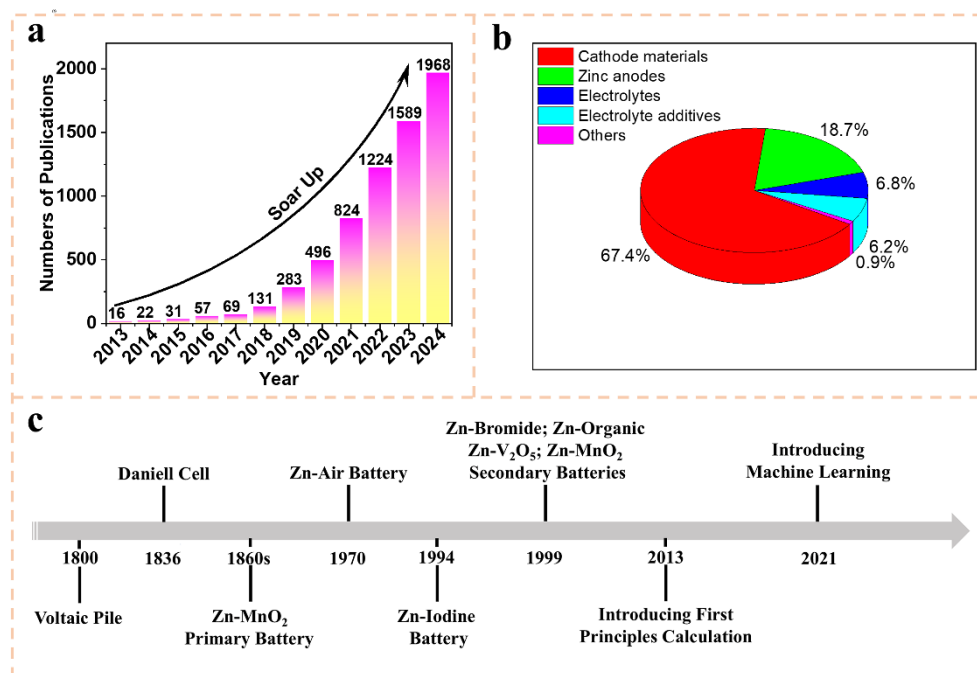 a
Numbers of Publications
2000
1500
1000
500
0
Soar Up
16
22
31
57
69
131
283
496
824
1224
1589
1968
2013
2014
2015
2016
2017
2018
2019
2020
2021
2022
2023
2024
Year
b
Cathode materials
Zinc anodes
Electrolytes
Electrolyte additives
Others
18.7%
6.8%
6.2%
0.9%
67.4%
c
Zn-Bromide; Zn-Organic
Zn-V₂O₅; Zn-MnO₂
Secondary Batteries
Introducing
Machine Learning
Daniell Cell
Zn-Air Battery
1800
1836
1860s
1970
1994
1999
2013
2021
Voltaic Pile
Zn-MnO₂
Primary Battery
Zn-Iodine
Battery
Introducing First
Principles Calculation